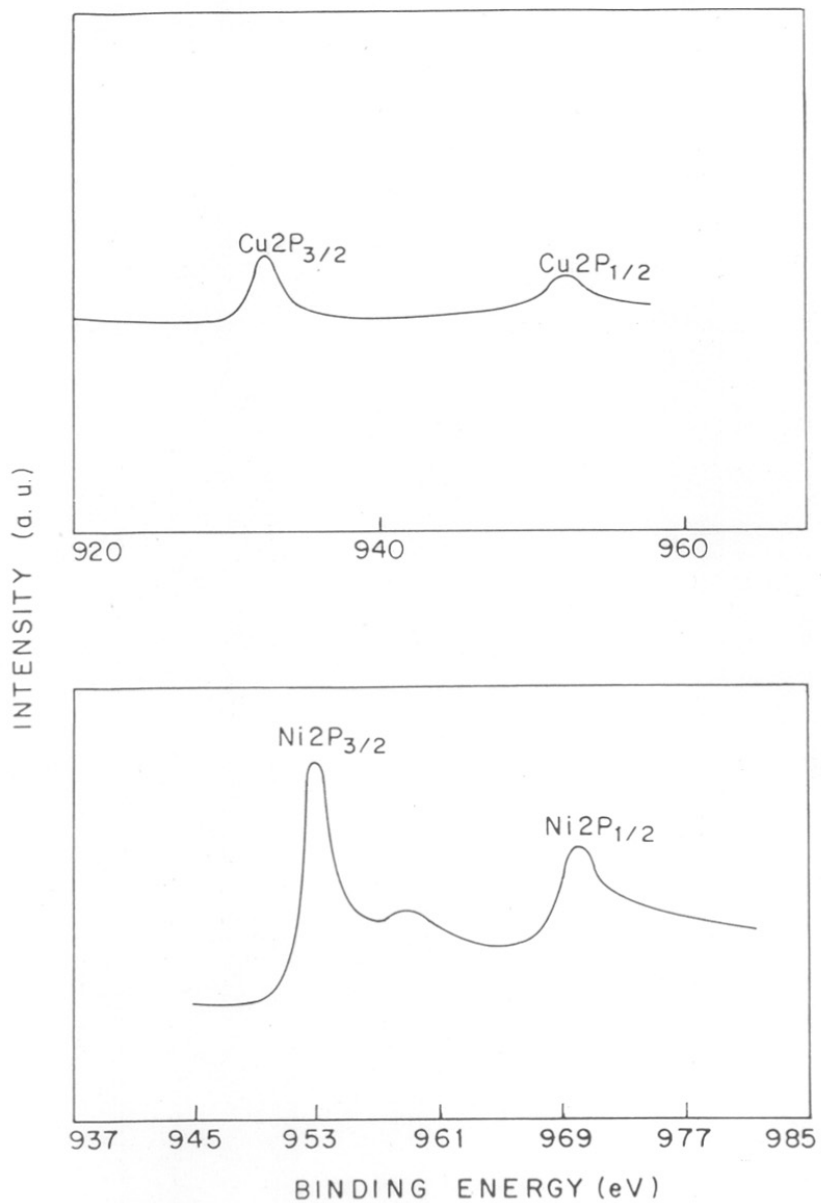 Cu2P3/2
Cu2P1/2
920 940 960
INTENSITY (a. u.)
Ni2P3/2
Ni2P1/2
937 945 953 961 969 977 985
BINDING ENERGY (eV)